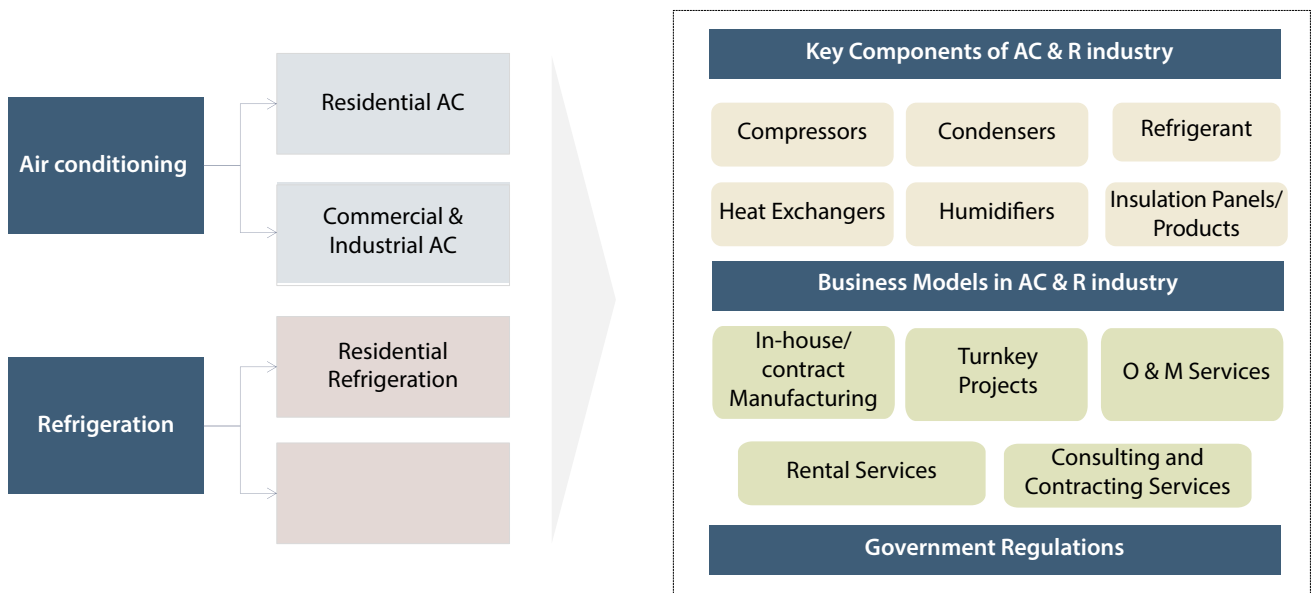 Air conditioning
Residential AC
Commercial &
Industrial AC
Refrigeration
Residential
Refrigeration
Key Components of AC & R industry
Compressors
Condensers
Refrigerant
Heat Exchangers
Humidifiers
Insulation Panels/
Products
Business Models in AC & R industry
In-house/
contract
Manufacturing
Turnkey
Projects
O & M Services
Rental Services
Consulting and
Contracting Services
Government Regulations